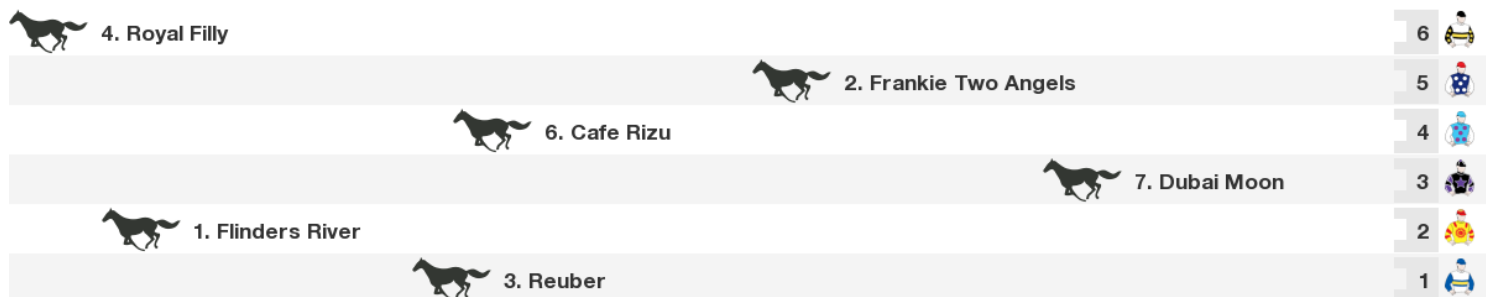 4. Royal Filly 6
2. Frankie Two Angels 5
6. Cafe Rizu 4
7. Dubai Moon 3
1. Flinders River 2
3. Reuber 1